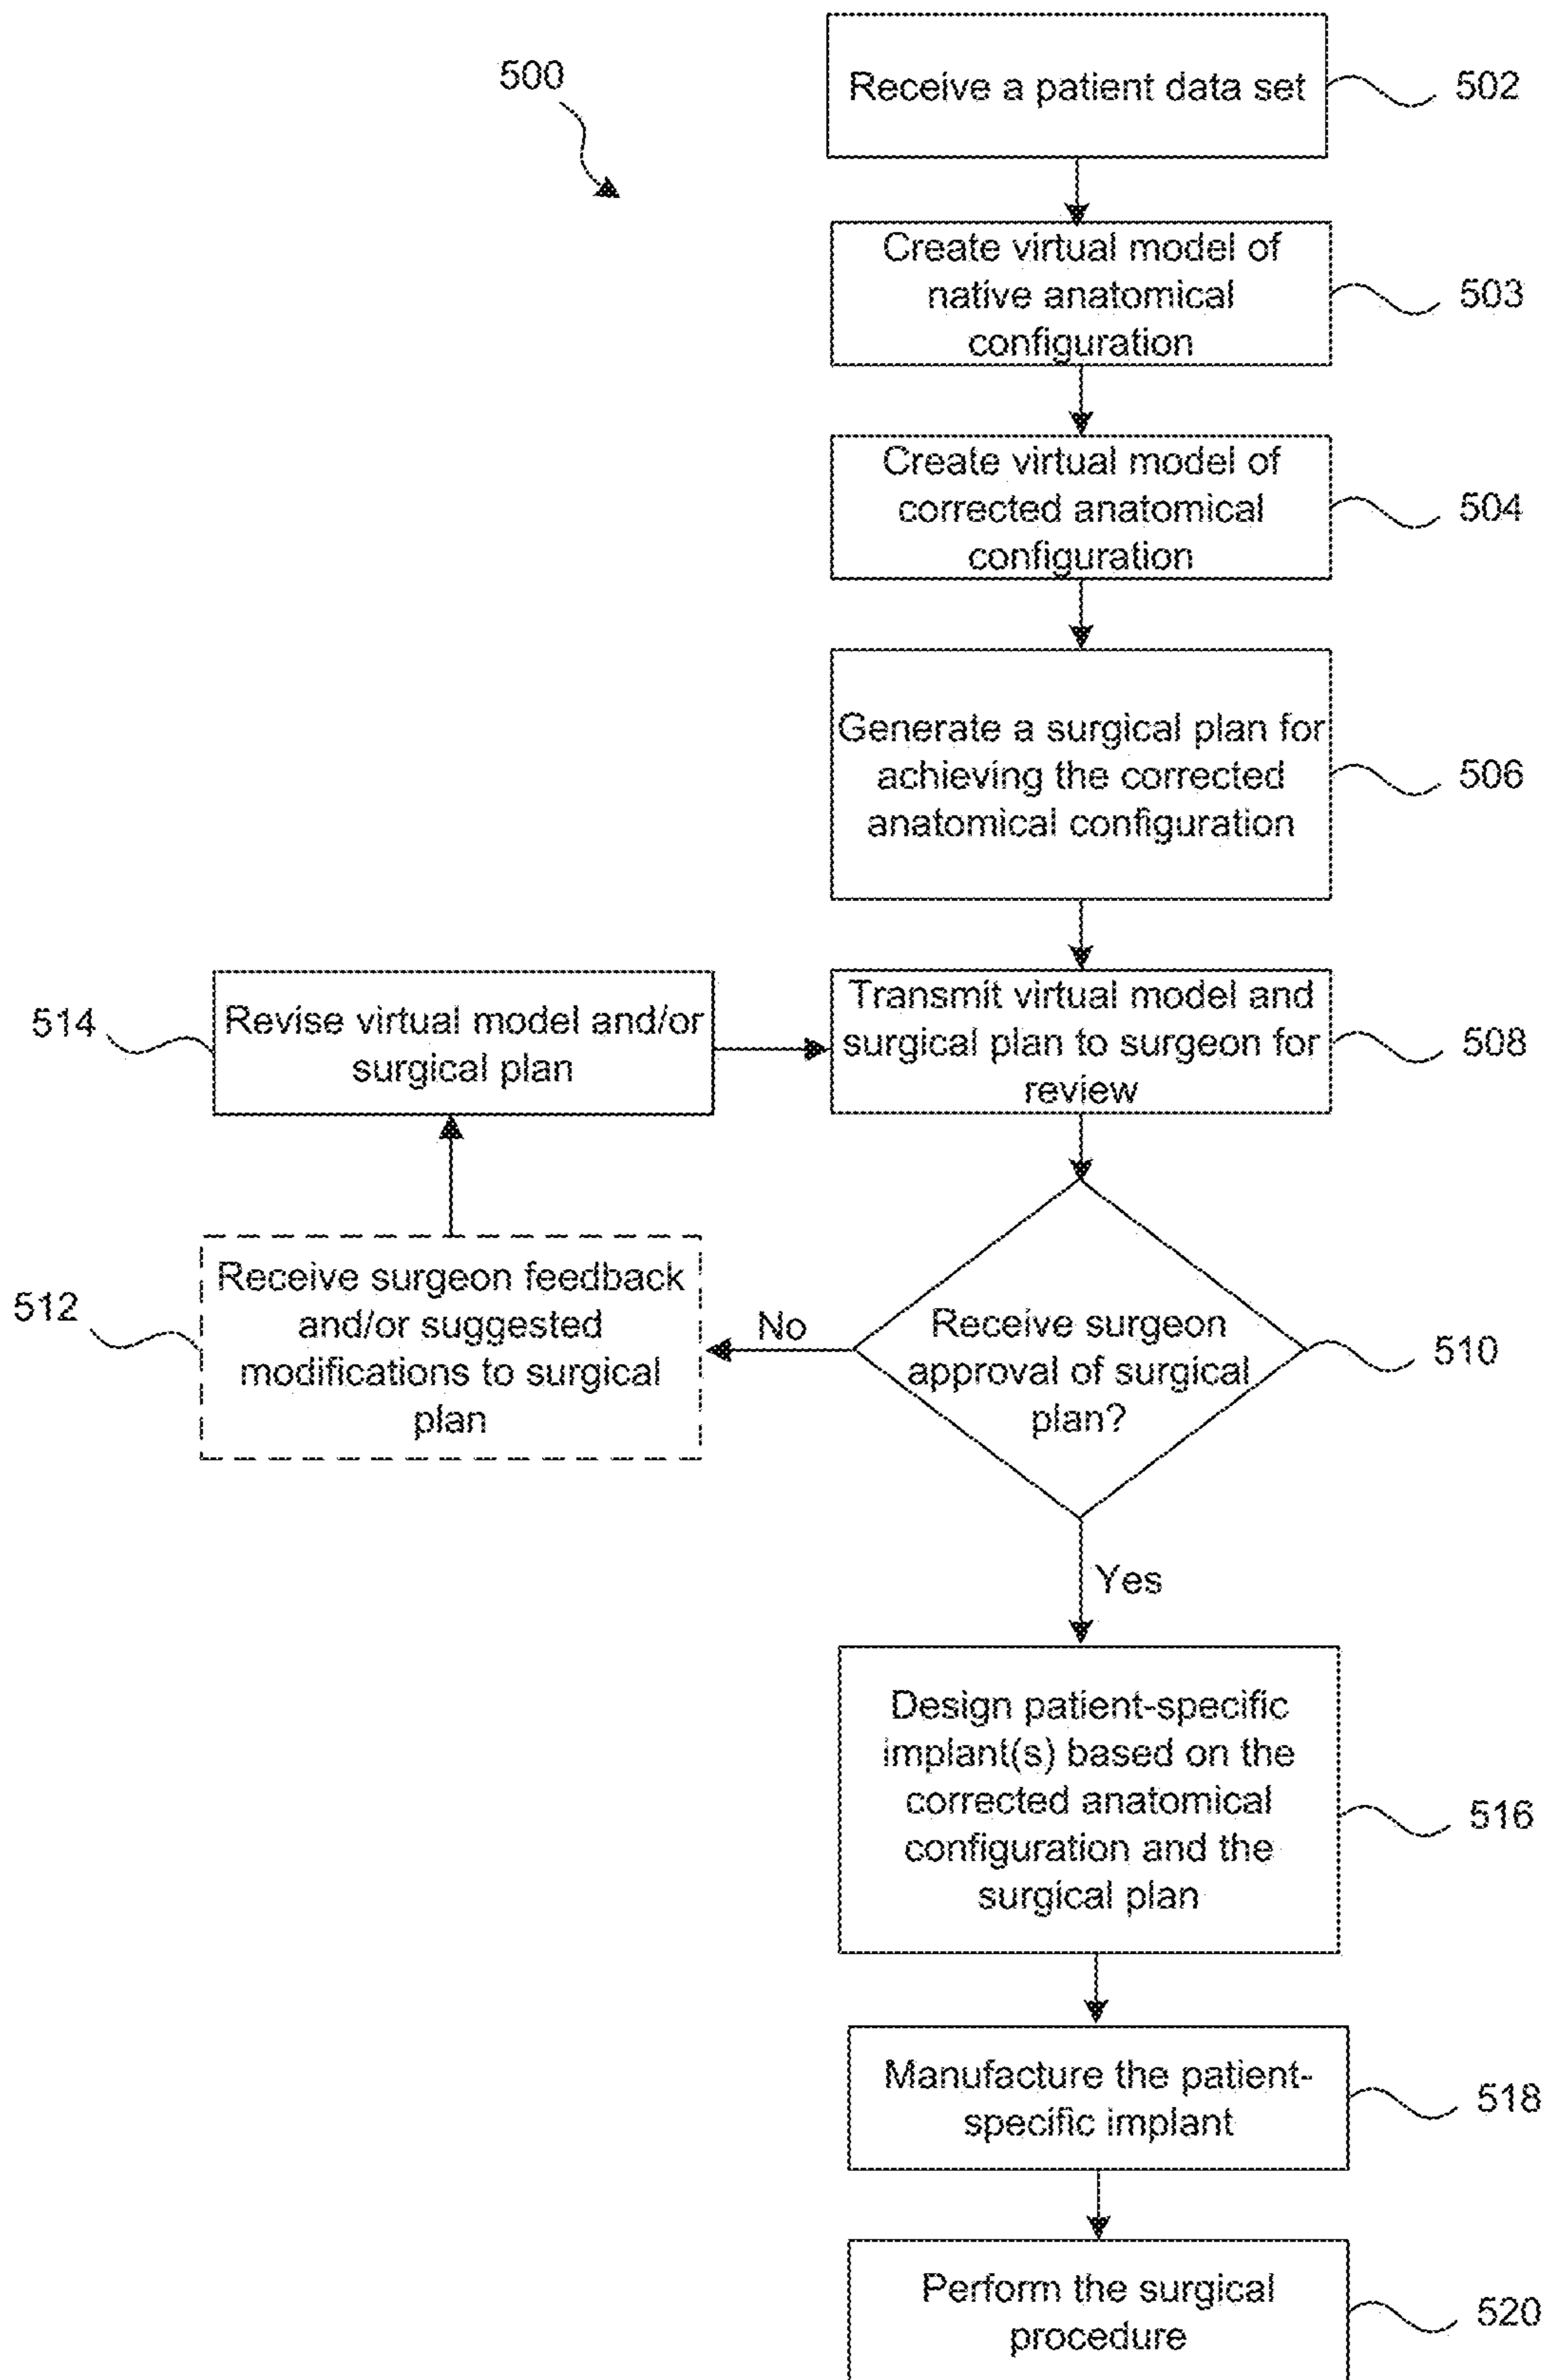 500
Receive a patient data set
502
Create virtual model of
native anatomical
configuration
503
Create virtual model of
corrected anatomical
configuration
504
Generate a surgical plan for
achieving the corrected
anatomical configuration
506
514
Revise virtual model and/or
surgical plan
Transmit virtual model and
surgical plan to surgeon for
review
508
512
Receive surgeon feedback
and/or suggested
modifications to surgical
plan
No
Receive surgeon
approval of surgical
plan?
510
Yes
Design patient-specific
implant(s) based on the
corrected anatomical
configuration and the
surgical plan
516
Manufacture the patient-
specific implant
518
Perform the surgical
procedure
520